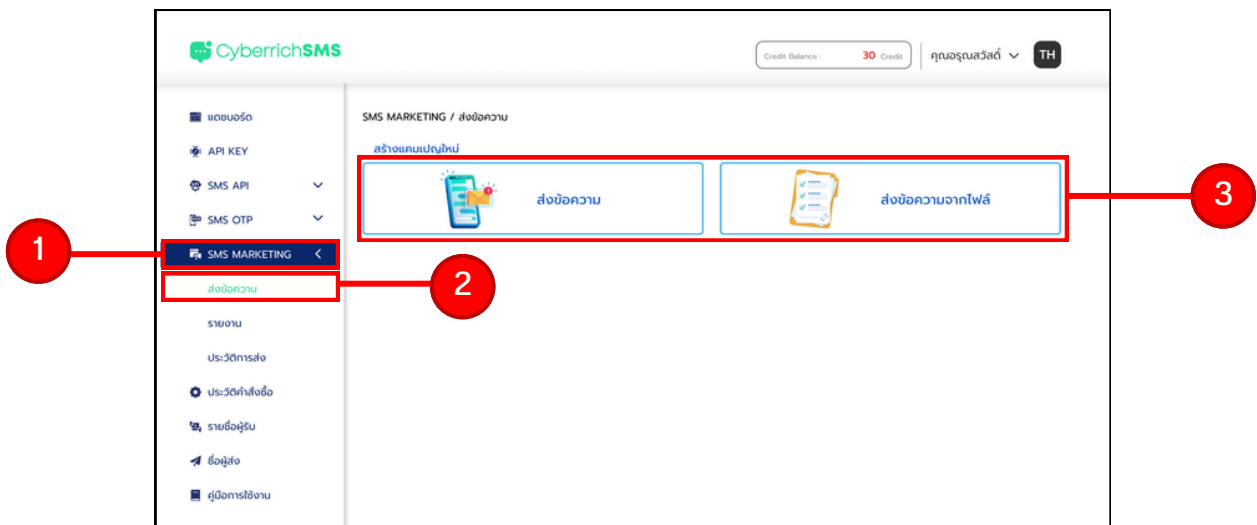 CyberrichSMS
Credit Balance : 30 Credit
คุณอรุณสวัสดิ์
TH
แดชบอร์ด
API KEY
SMS API
SMS OTP
SMS MARKETING
ส่งข้อความ
รายงาน
ประวัติการส่ง
ประวัติคำสั่งซื้อ
รายชื่อผู้รับ
ชื่อผู้ส่ง
คู่มือการใช้งาน
SMS MARKETING / ส่งข้อความ
สร้างแคมเปญใหม่
1
ส่งข้อความ
ส่งข้อความจากไฟล์
1
2
3